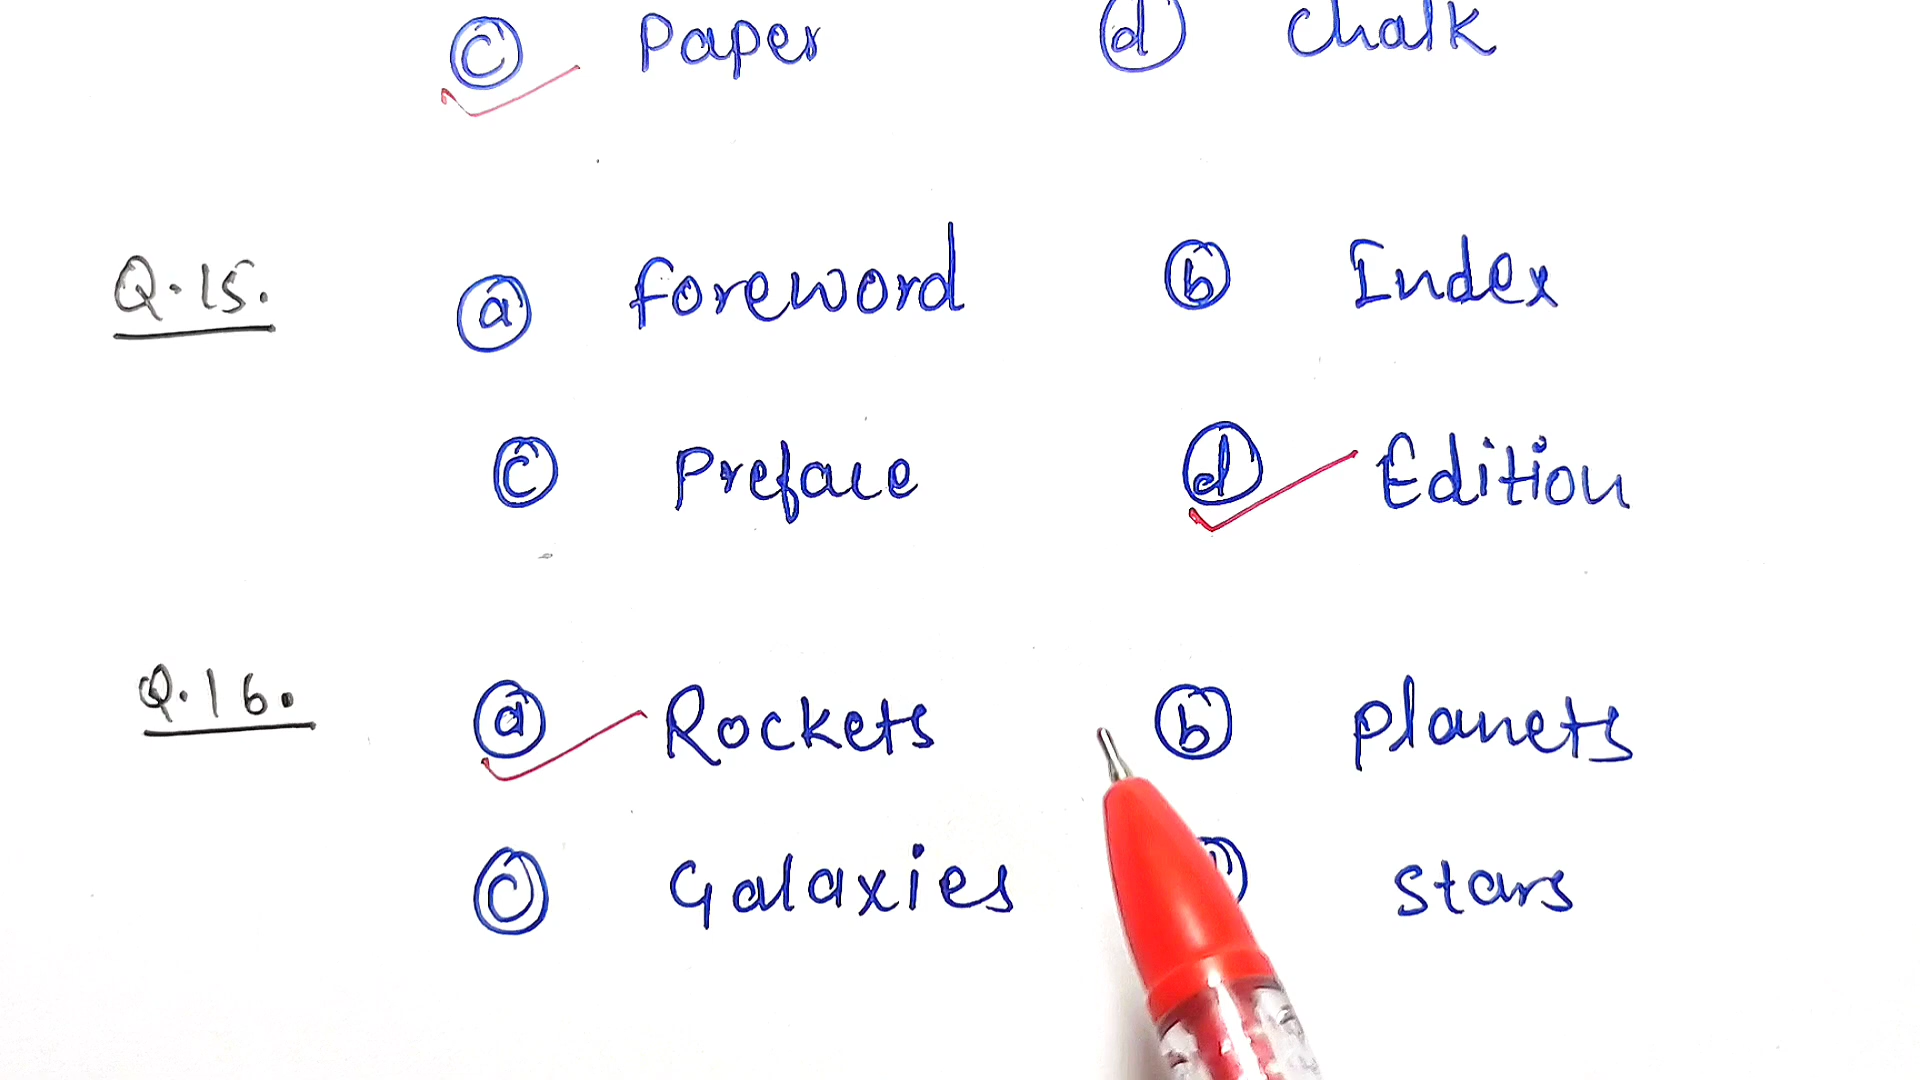 c Paper d Chalk
Q.15. a foreword b Index
c Preface d Edition
Q.16. a Rockets b planets
c Galaxies stars